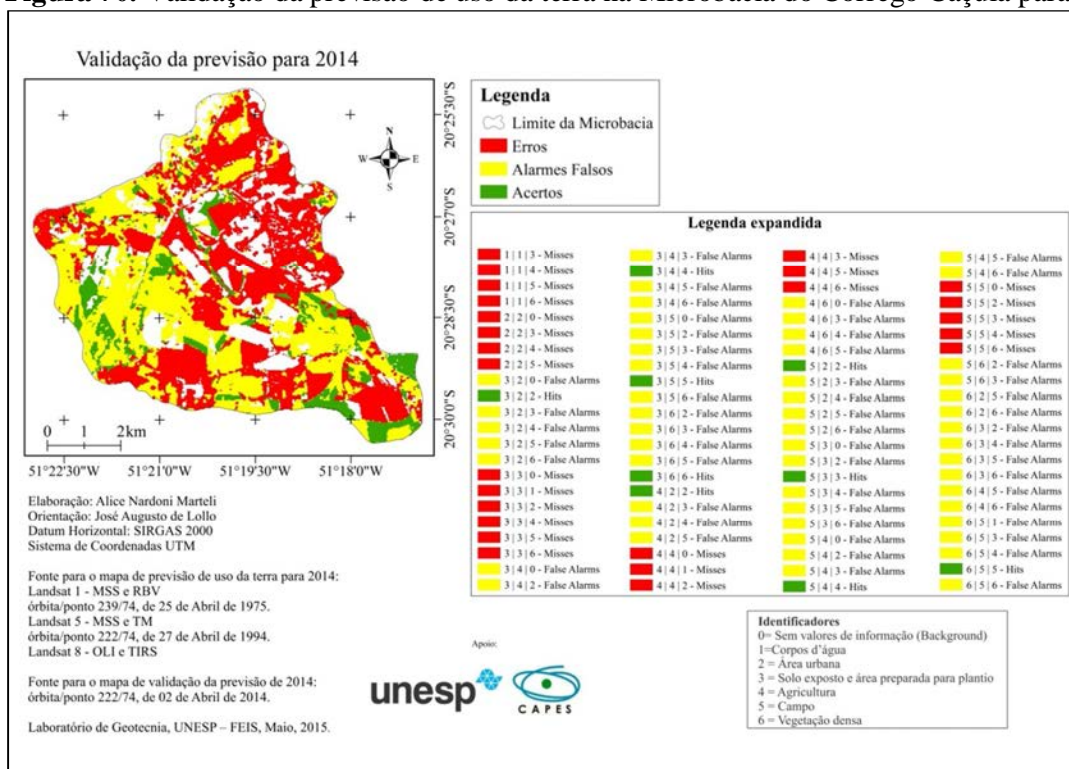 Figura 70. Validação da previsão de uso da terra na Microbacia do Córrego Caçula para
Validação da previsão para 2014
20°25'30"S
20°27'0"S
20°28'30"S
20°30'0"S
N
W
E
S
0 1 2km
51°22'30"W 51°21'0"W 51°19'30"W 51°18'0"W
Legenda
Limite da Microbacia
Erros
Alarmes Falsos
Acertos
Legenda expandida
1 | 1 | 3 - Misses
1 | 1 | 4 - Misses
1 | 1 | 5 - Misses
1 | 1 | 6 - Misses
2 | 2 | 0 - Misses
2 | 2 | 3 - Misses
2 | 2 | 4 - Misses
2 | 2 | 5 - Misses
3 | 2 | 0 - False Alarms
3 | 2 | 2 - Hits
3 | 2 | 3 - False Alarms
3 | 2 | 4 - False Alarms
3 | 2 | 5 - False Alarms
3 | 2 | 6 - False Alarms
3 | 3 | 0 - Misses
3 | 3 | 1 - Misses
3 | 3 | 2 - Misses
3 | 3 | 4 - Misses
3 | 3 | 5 - Misses
3 | 3 | 6 - Misses
3 | 4 | 0 - False Alarms
3 | 4 | 2 - False Alarms
3 | 4 | 3 - False Alarms
3 | 4 | 4 - Hits
3 | 4 | 5 - False Alarms
3 | 4 | 6 - False Alarms
3 | 5 | 0 - False Alarms
3 | 5 | 2 - False Alarms
3 | 5 | 3 - False Alarms
3 | 5 | 4 - False Alarms
3 | 5 | 5 - Hits
3 | 5 | 6 - False Alarms
3 | 6 | 2 - False Alarms
3 | 6 | 3 - False Alarms
3 | 6 | 4 - False Alarms
3 | 6 | 5 - False Alarms
3 | 6 | 6 - Hits
4 | 2 | 2 - Hits
4 | 2 | 3 - False Alarms
4 | 2 | 4 - False Alarms
4 | 2 | 5 - False Alarms
4 | 4 | 0 - Misses
4 | 4 | 1 - Misses
4 | 4 | 2 - Misses
4 | 4 | 3 - Misses
4 | 4 | 5 - Misses
4 | 4 | 6 - Misses
4 | 6 | 0 - False Alarms
4 | 6 | 3 - False Alarms
4 | 6 | 4 - False Alarms
4 | 6 | 5 - False Alarms
5 | 2 | 2 - Hits
5 | 2 | 3 - False Alarms
5 | 2 | 4 - False Alarms
5 | 2 | 5 - False Alarms
5 | 2 | 6 - False Alarms
5 | 3 | 0 - False Alarms
5 | 3 | 2 - False Alarms
5 | 3 | 3 - Hits
5 | 3 | 4 - False Alarms
5 | 3 | 5 - False Alarms
5 | 3 | 6 - False Alarms
5 | 4 | 0 - False Alarms
5 | 4 | 2 - False Alarms
5 | 4 | 3 - False Alarms
5 | 4 | 4 - Hits
5 | 4 | 5 - False Alarms
5 | 4 | 6 - False Alarms
5 | 5 | 0 - Misses
5 | 5 | 2 - Misses
5 | 5 | 3 - Misses
5 | 5 | 4 - Misses
5 | 5 | 6 - Misses
5 | 6 | 2 - False Alarms
5 | 6 | 3 - False Alarms
6 | 2 | 5 - False Alarms
6 | 2 | 6 - False Alarms
6 | 3 | 2 - False Alarms
6 | 3 | 4 - False Alarms
6 | 3 | 5 - False Alarms
6 | 3 | 6 - False Alarms
6 | 4 | 5 - False Alarms
6 | 4 | 6 - False Alarms
6 | 5 | 1 - False Alarms
6 | 5 | 3 - False Alarms
6 | 5 | 4 - False Alarms
6 | 5 | 5 - Hits
6 | 5 | 6 - False Alarms
Elaboração: Alice Nardoni Marteli
Orientação: José Augusto de Lollo
Datum Horizontal: SIRGAS 2000
Sistema de Coordenadas UTM
Fonte para o mapa de previsão de uso da terra para 2014:
Landsat 1 - MSS e RBV
órbita/ponto 239/74, de 25 de Abril de 1975.
Landsat 5 - MSS e TM
órbita/ponto 222/74, de 27 de Abril de 1994.
Landsat 8 - OLI e TIRS
Fonte para o mapa de validação da previsão de 2014:
órbita/ponto 222/74, de 02 de Abril de 2014.
Laboratório de Geotecnia, UNESP – FEIS, Maio, 2015.
Apoio:
unesp
CAPES
Identificadores
0= Sem valores de informação (Background)
1=Corpos d'água
2 = Área urbana
3 = Solo exposto e área preparada para plantio
4 = Agricultura
5 = Campo
6 = Vegetação densa